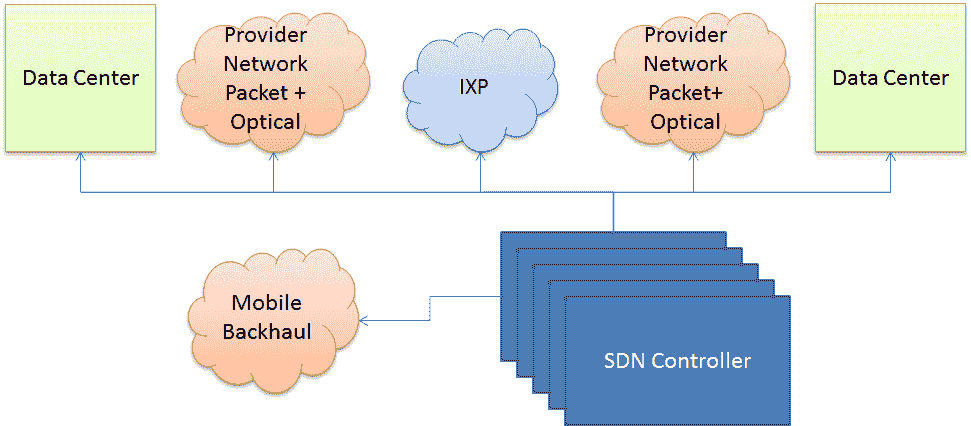 Data Center
Provider
Network
Packet +
Optical
IXP
Provider
Network
Packet+
Optical
Data Center
Mobile
Backhaul
SDN Controller